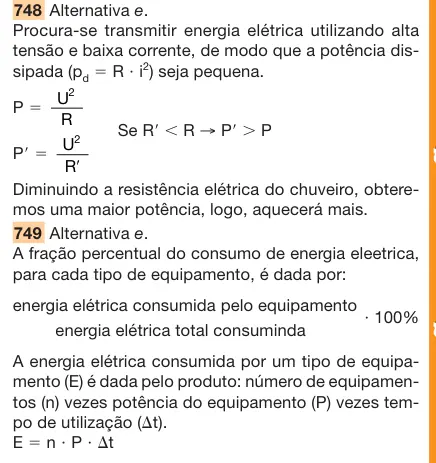 748 Alternativa e.
Procura-se transmitir energia elétrica utilizando alta
tensão e baixa corrente, de modo que a potência dis-
sipada (p_d = R · i²) seja pequena.
P = U²/R
Se R′ < R → P′ > P
P′ = U²/R′
Diminuindo a resistência elétrica do chuveiro, obtere-
mos uma maior potência, logo, aquecerá mais.
749 Alternativa e.
A fração percentual do consumo de energia eleetrica,
para cada tipo de equipamento, é dada por:
energia elétrica consumida pelo equipamento
· 100%
energia elétrica total consuminda
A energia elétrica consumida por um tipo de equipa-
mento (E) é dada pelo produto: número de equipamen-
tos (n) vezes potência do equipamento (P) vezes tem-
po de utilização (Δt).
E = n · P · Δt